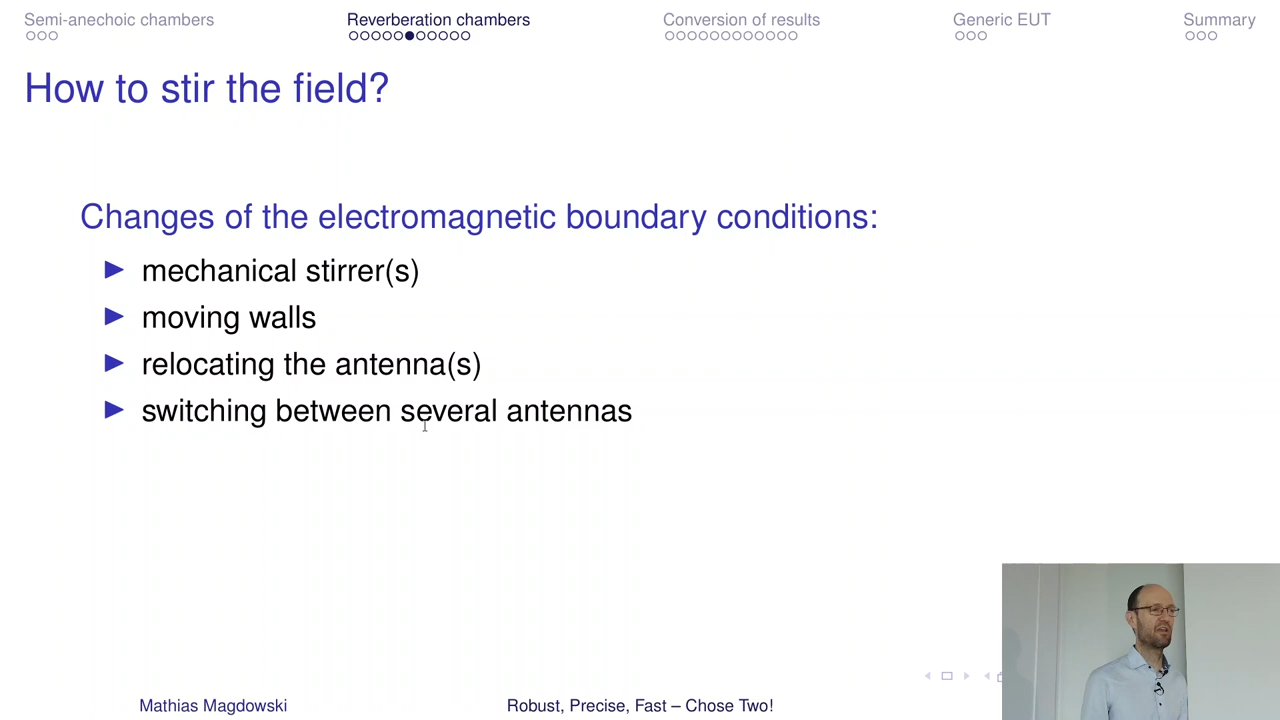 Semi-anechoic chambers Reverberation chambers Conversion of results Generic EUT Summary
How to stir the field?
Changes of the electromagnetic boundary conditions:
mechanical stirrer(s)
moving walls
relocating the antenna(s)
switching between several antennas
Mathias Magdowski Robust, Precise, Fast – Chose Two!